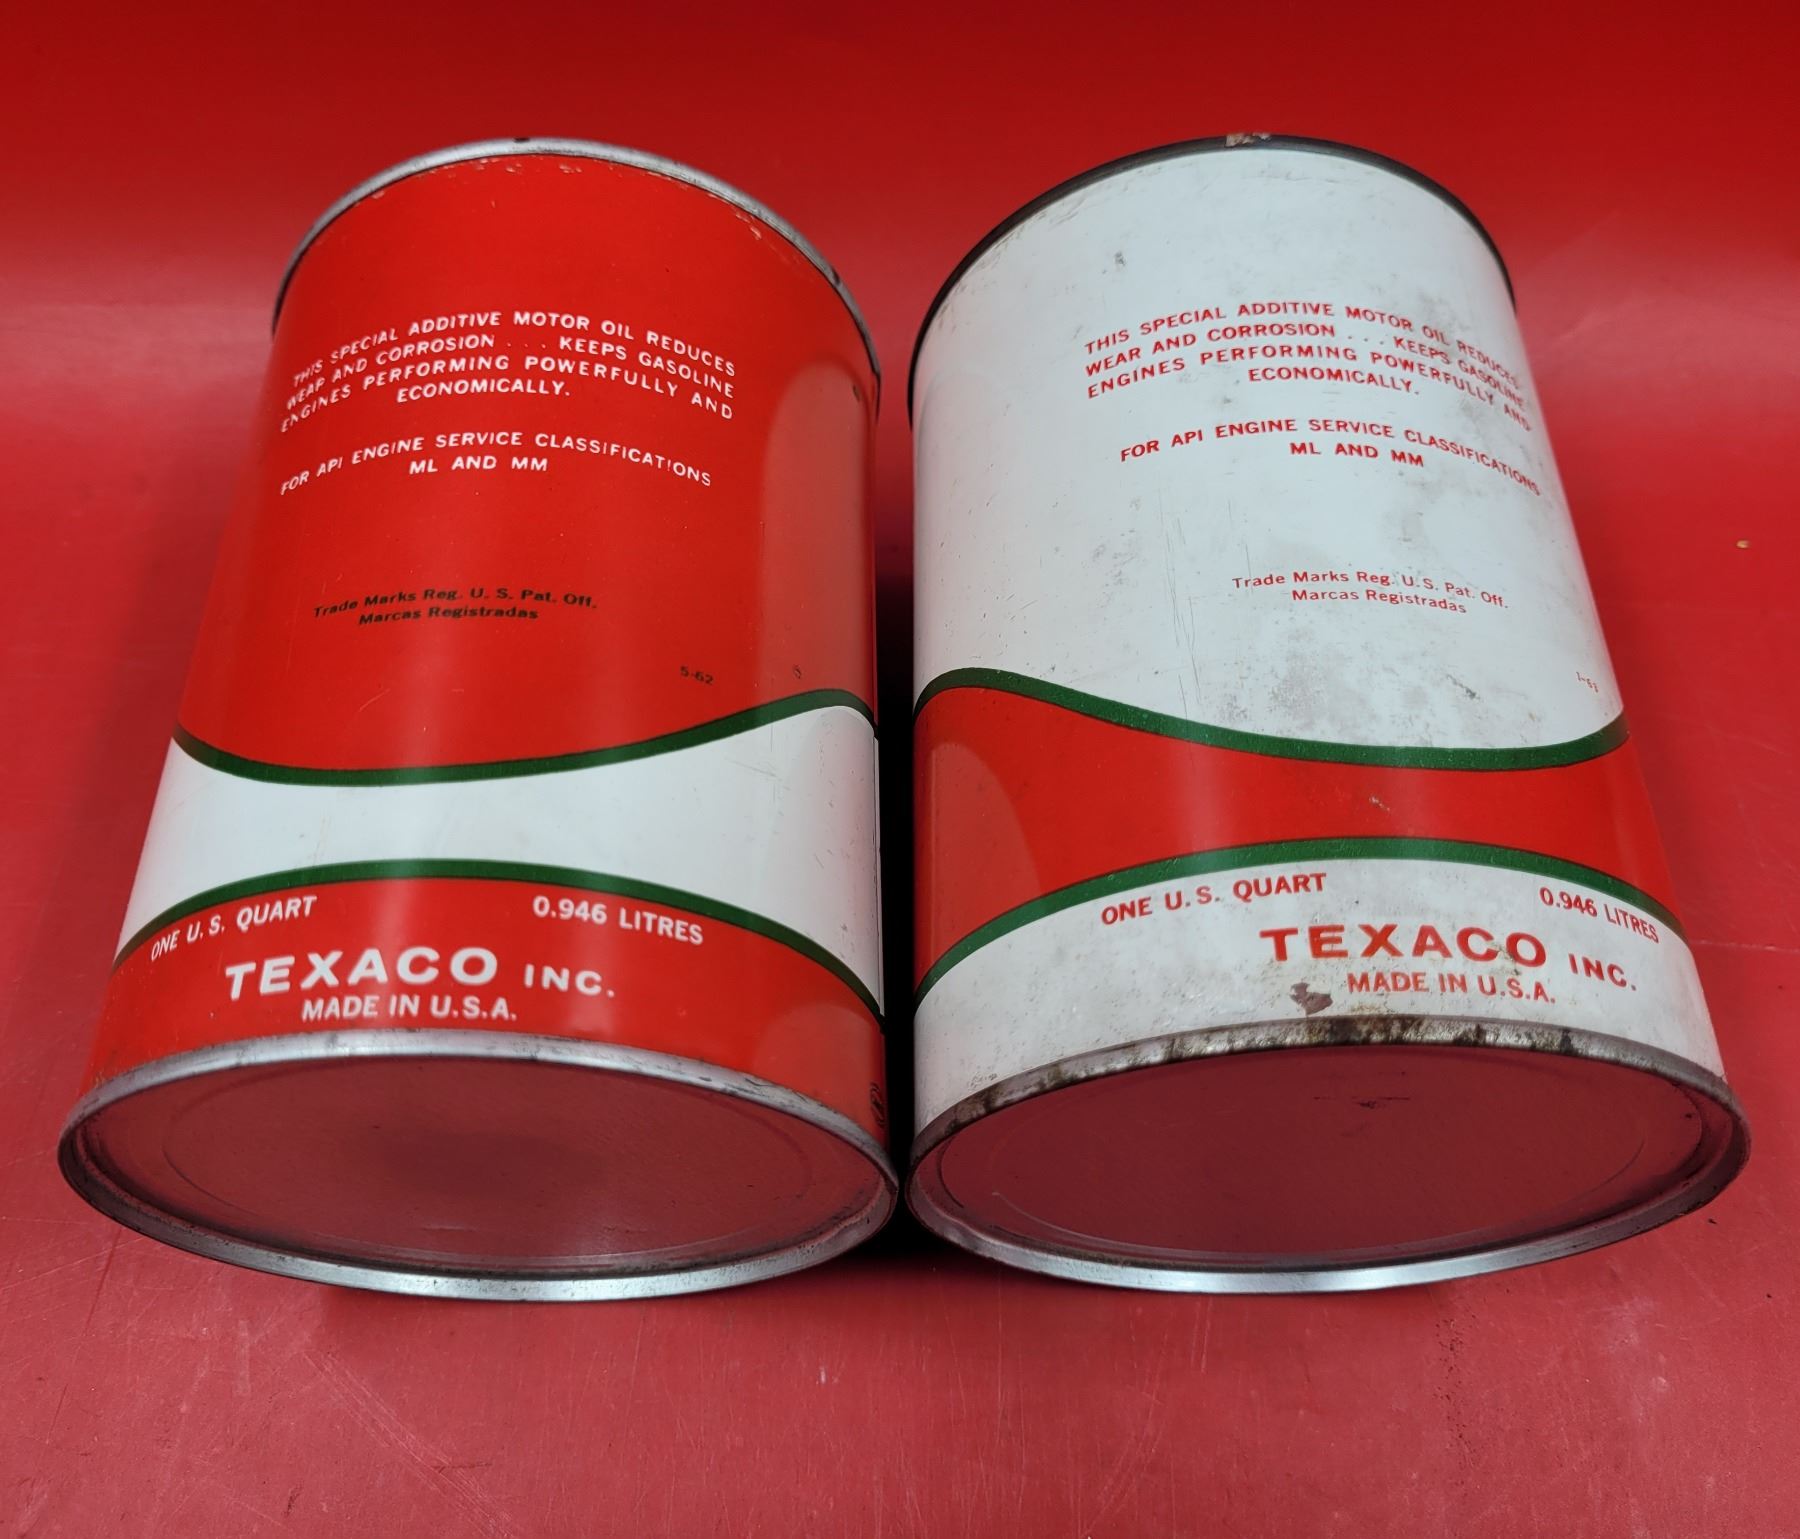 THIS SPECIAL ADDITIVE MOTOR OIL REDUCES
WEAR AND CORROSION . . . KEEPS GASOLINE
ENGINES PERFORMING POWERFULLY AND
ECONOMICALLY.
FOR API ENGINE SERVICE CLASSIFICATIONS
ML AND MM
Trade Marks Reg. U. S. Pat. Off.
Marcas Registradas
5-62
ONE U.S. QUART 0.946 LITRES
TEXACO INC.
MADE IN U.S.A.
THIS SPECIAL ADDITIVE MOTOR OIL REDUCES
WEAR AND CORROSION . . . KEEPS GASOLINE
ENGINES PERFORMING POWERFULLY AND
ECONOMICALLY.
FOR API ENGINE SERVICE CLASSIFICATIONS
ML AND MM
Trade Marks Reg. U.S. Pat. Off.
Marcas Registradas
ONE U.S. QUART 0.946 LITRES
TEXACO INC.
MADE IN U.S.A.